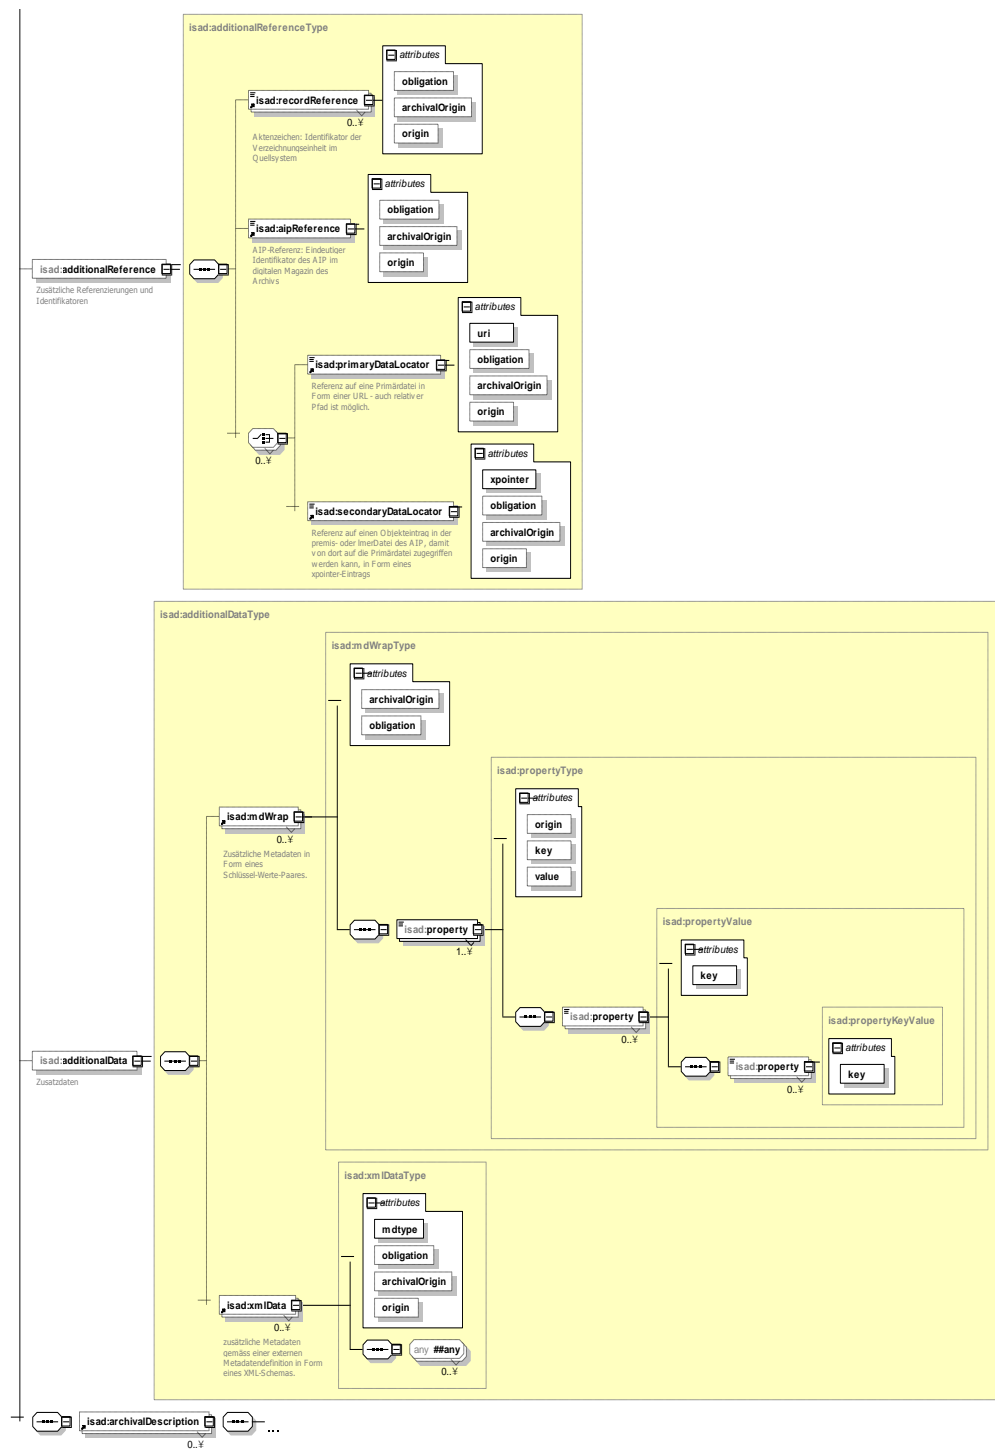 isad:additionalReferenceType
attributes
obligation
isad:recordReference
archivalOrigin
0..¥
origin
Aktenzeichen: Identifikator der
Verzeichnungseinheit im
Quellsystem
attributes
obligation
isad:aipReference
archivalOrigin
AIP-Referenz: Eindeutiger
Identifikator des AIP im
digitalen Magazin des
Archivs
origin
isad:additionalReference
Zusätzliche Referenzierungen und
Identifikatoren
attributes
uri
obligation
isad:primaryDataLocator
archivalOrigin
Referenz auf eine Primärdatei in
Form einer URL - auch relativer
Pfad ist möglich.
origin
0..¥
attributes
xpointer
obligation
isad:secondaryDataLocator
archivalOrigin
Referenz auf einen Objekteintrag in der
premis- oder ImerDatei des AIP, damit
von dort auf die Primärdatei zugegriffen
werden kann, in Form eines
xpointer-Eintrags
origin
isad:additionalDataType
isad:mdWrapType
attributes
archivalOrigin
obligation
isad:propertyType
attributes
origin
key
value
isad:mdWrap
0..¥
Zusätzliche Metadaten in
Form eines
Schlüssel-Werte-Paares.
isad:propertyValue
isad:property
1..¥
attributes
key
isad:property
0..¥
isad:propertyKeyValue
attributes
isad:property
key
0..¥
isad:additionalData
Zusatzdaten
isad:xmlDataType
attributes
mdtype
obligation
archivalOrigin
origin
isad:xmlData
0..¥
zusätzliche Metadaten
gemäss einer externen
Metadatendefinition in Form
eines XML-Schemas.
any ##any
0..¥
isad:archivalDescription
...
0..¥